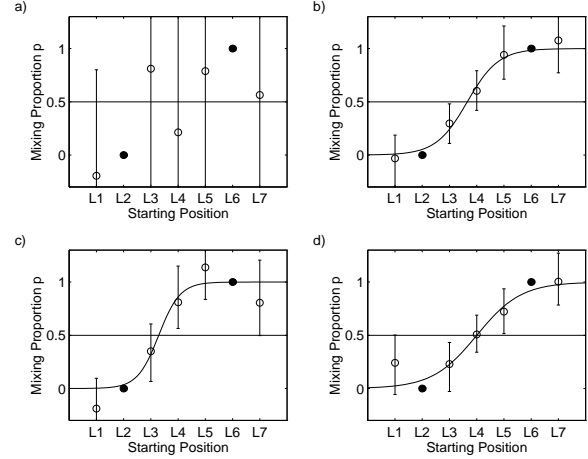 a)
Mixing Proportion p
1
0.5
0
L1 L2 L3 L4 L5 L6 L7
Starting Position
b)
Mixing Proportion p
1
0.5
0
L1 L2 L3 L4 L5 L6 L7
Starting Position
c)
Mixing Proportion p
1
0.5
0
L1 L2 L3 L4 L5 L6 L7
Starting Position
d)
Mixing Proportion p
1
0.5
0
L1 L2 L3 L4 L5 L6 L7
Starting Position